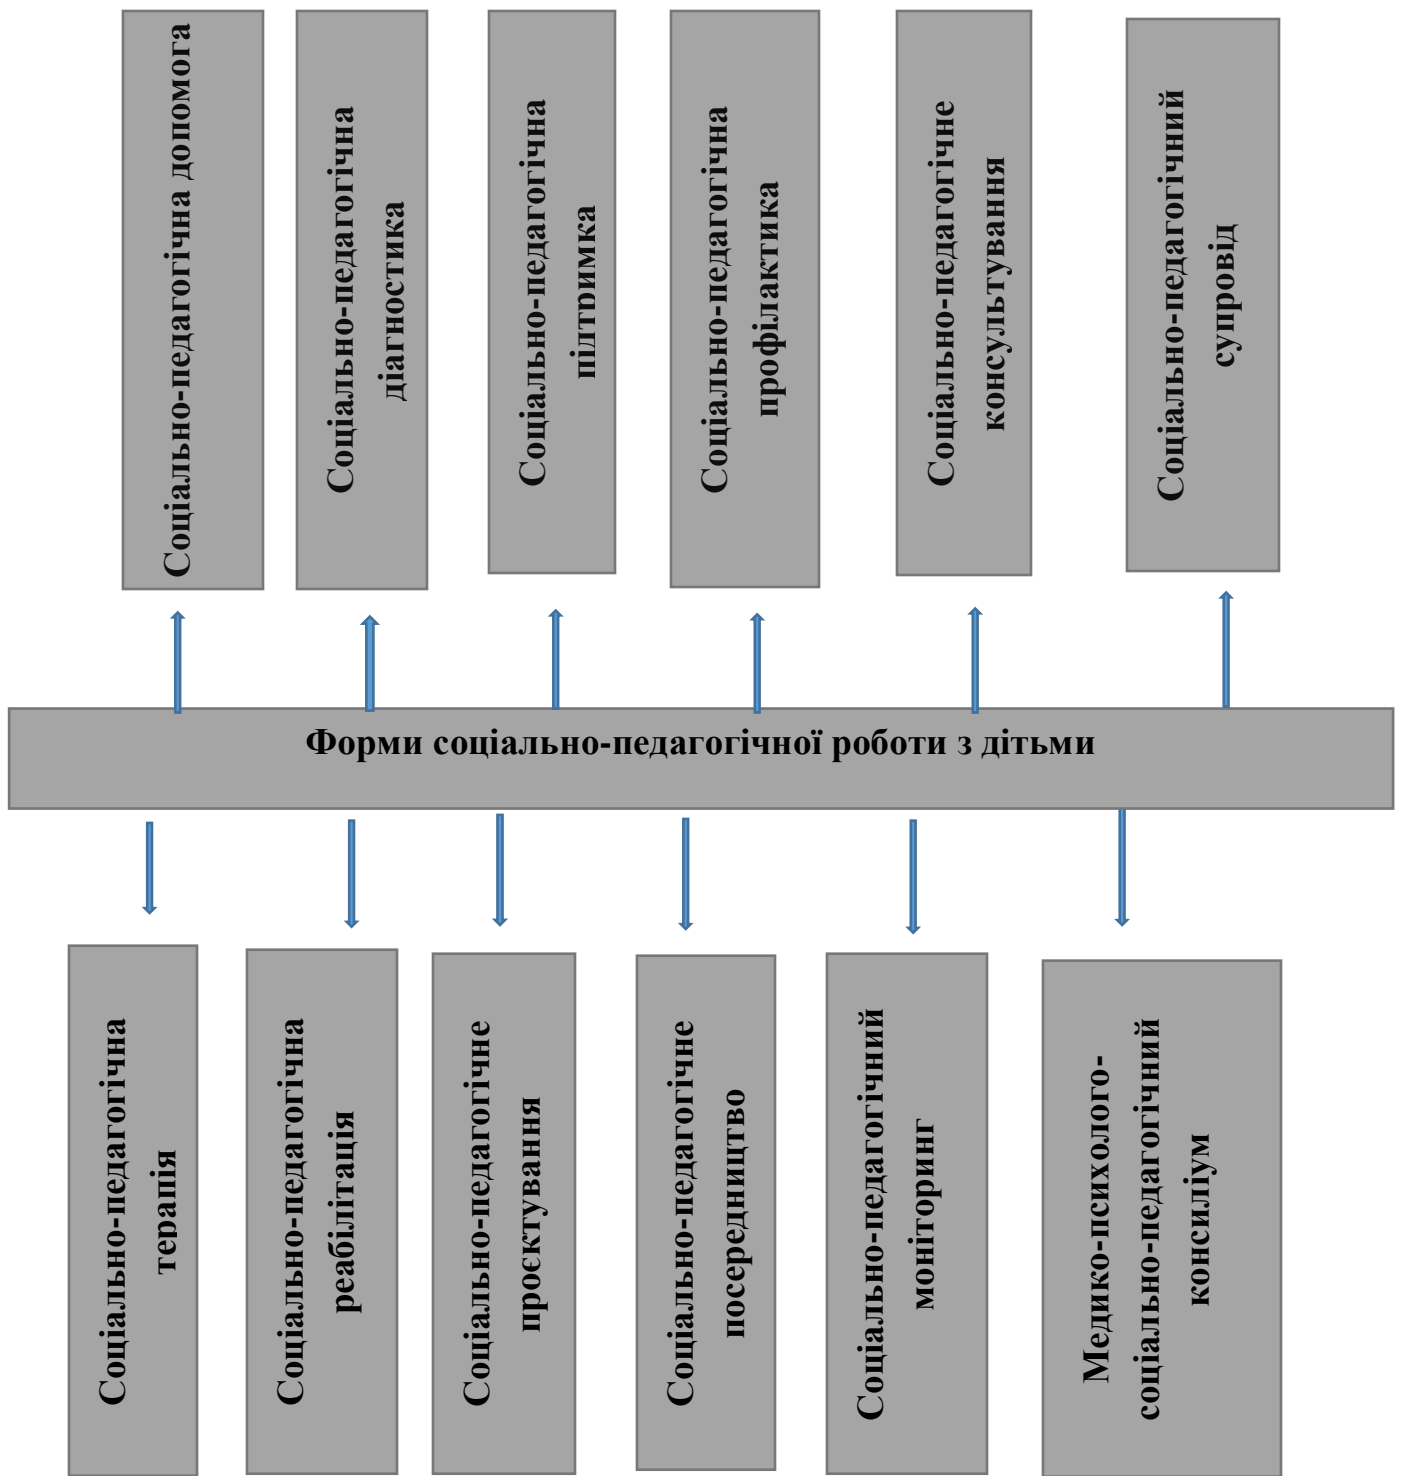 Соціально-педагогічна допомога
Соціально-педагогічна
діагностика
Соціально-педагогічна
підтримка
Соціально-педагогічна
профілактика
Соціально-педагогічне
консультування
Соціально-педагогічний
супровід
Форми соціально-педагогічної роботи з дітьми
Соціально-педагогічна
терапія
Соціально-педагогічна
реабілітація
Соціально-педагогічне
проєктування
Соціально-педагогічне
посередництво
Соціально-педагогічний
моніторинг
Медико-психолого-
соціально-педагогічний
консиліум